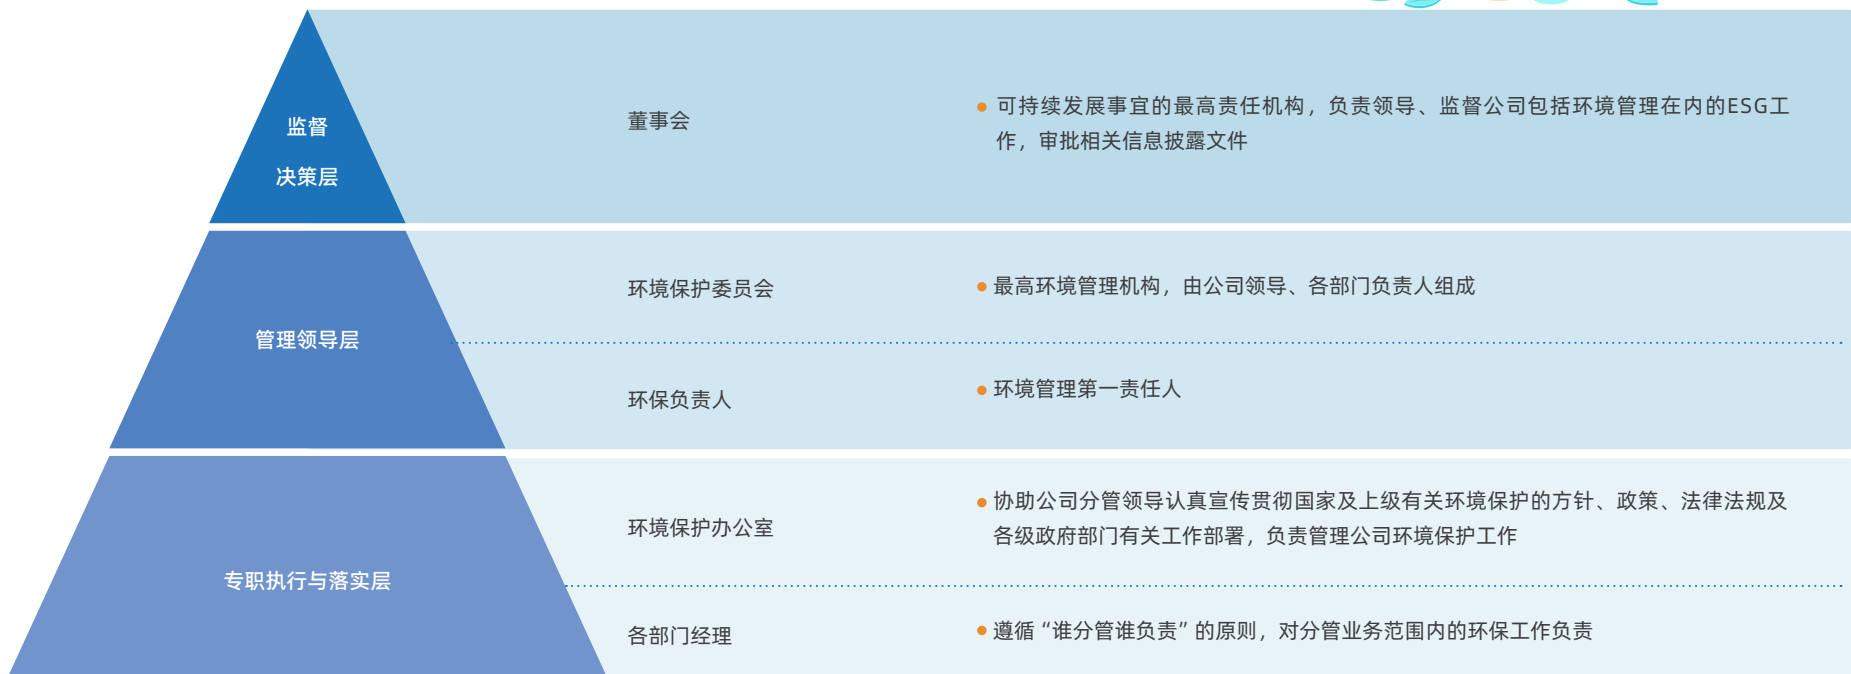 监督
决策层
董事会
可持续发展事宜的最高责任机构，负责领导、监督公司包括环境管理在内的ESG工
作，审批相关信息披露文件
管理领导层
环境保护委员会
最高环境管理机构，由公司领导、各部门负责人组成
环保负责人
环境管理第一责任人
专职执行与落实层
环境保护办公室
协助公司分管领导认真宣传贯彻国家及上级有关环境保护的方针、政策、法律法规及
各级政府部门有关工作部署，负责管理公司环境保护工作
各部门经理
遵循“谁分管谁负责”的原则，对分管业务范围内的环保工作负责